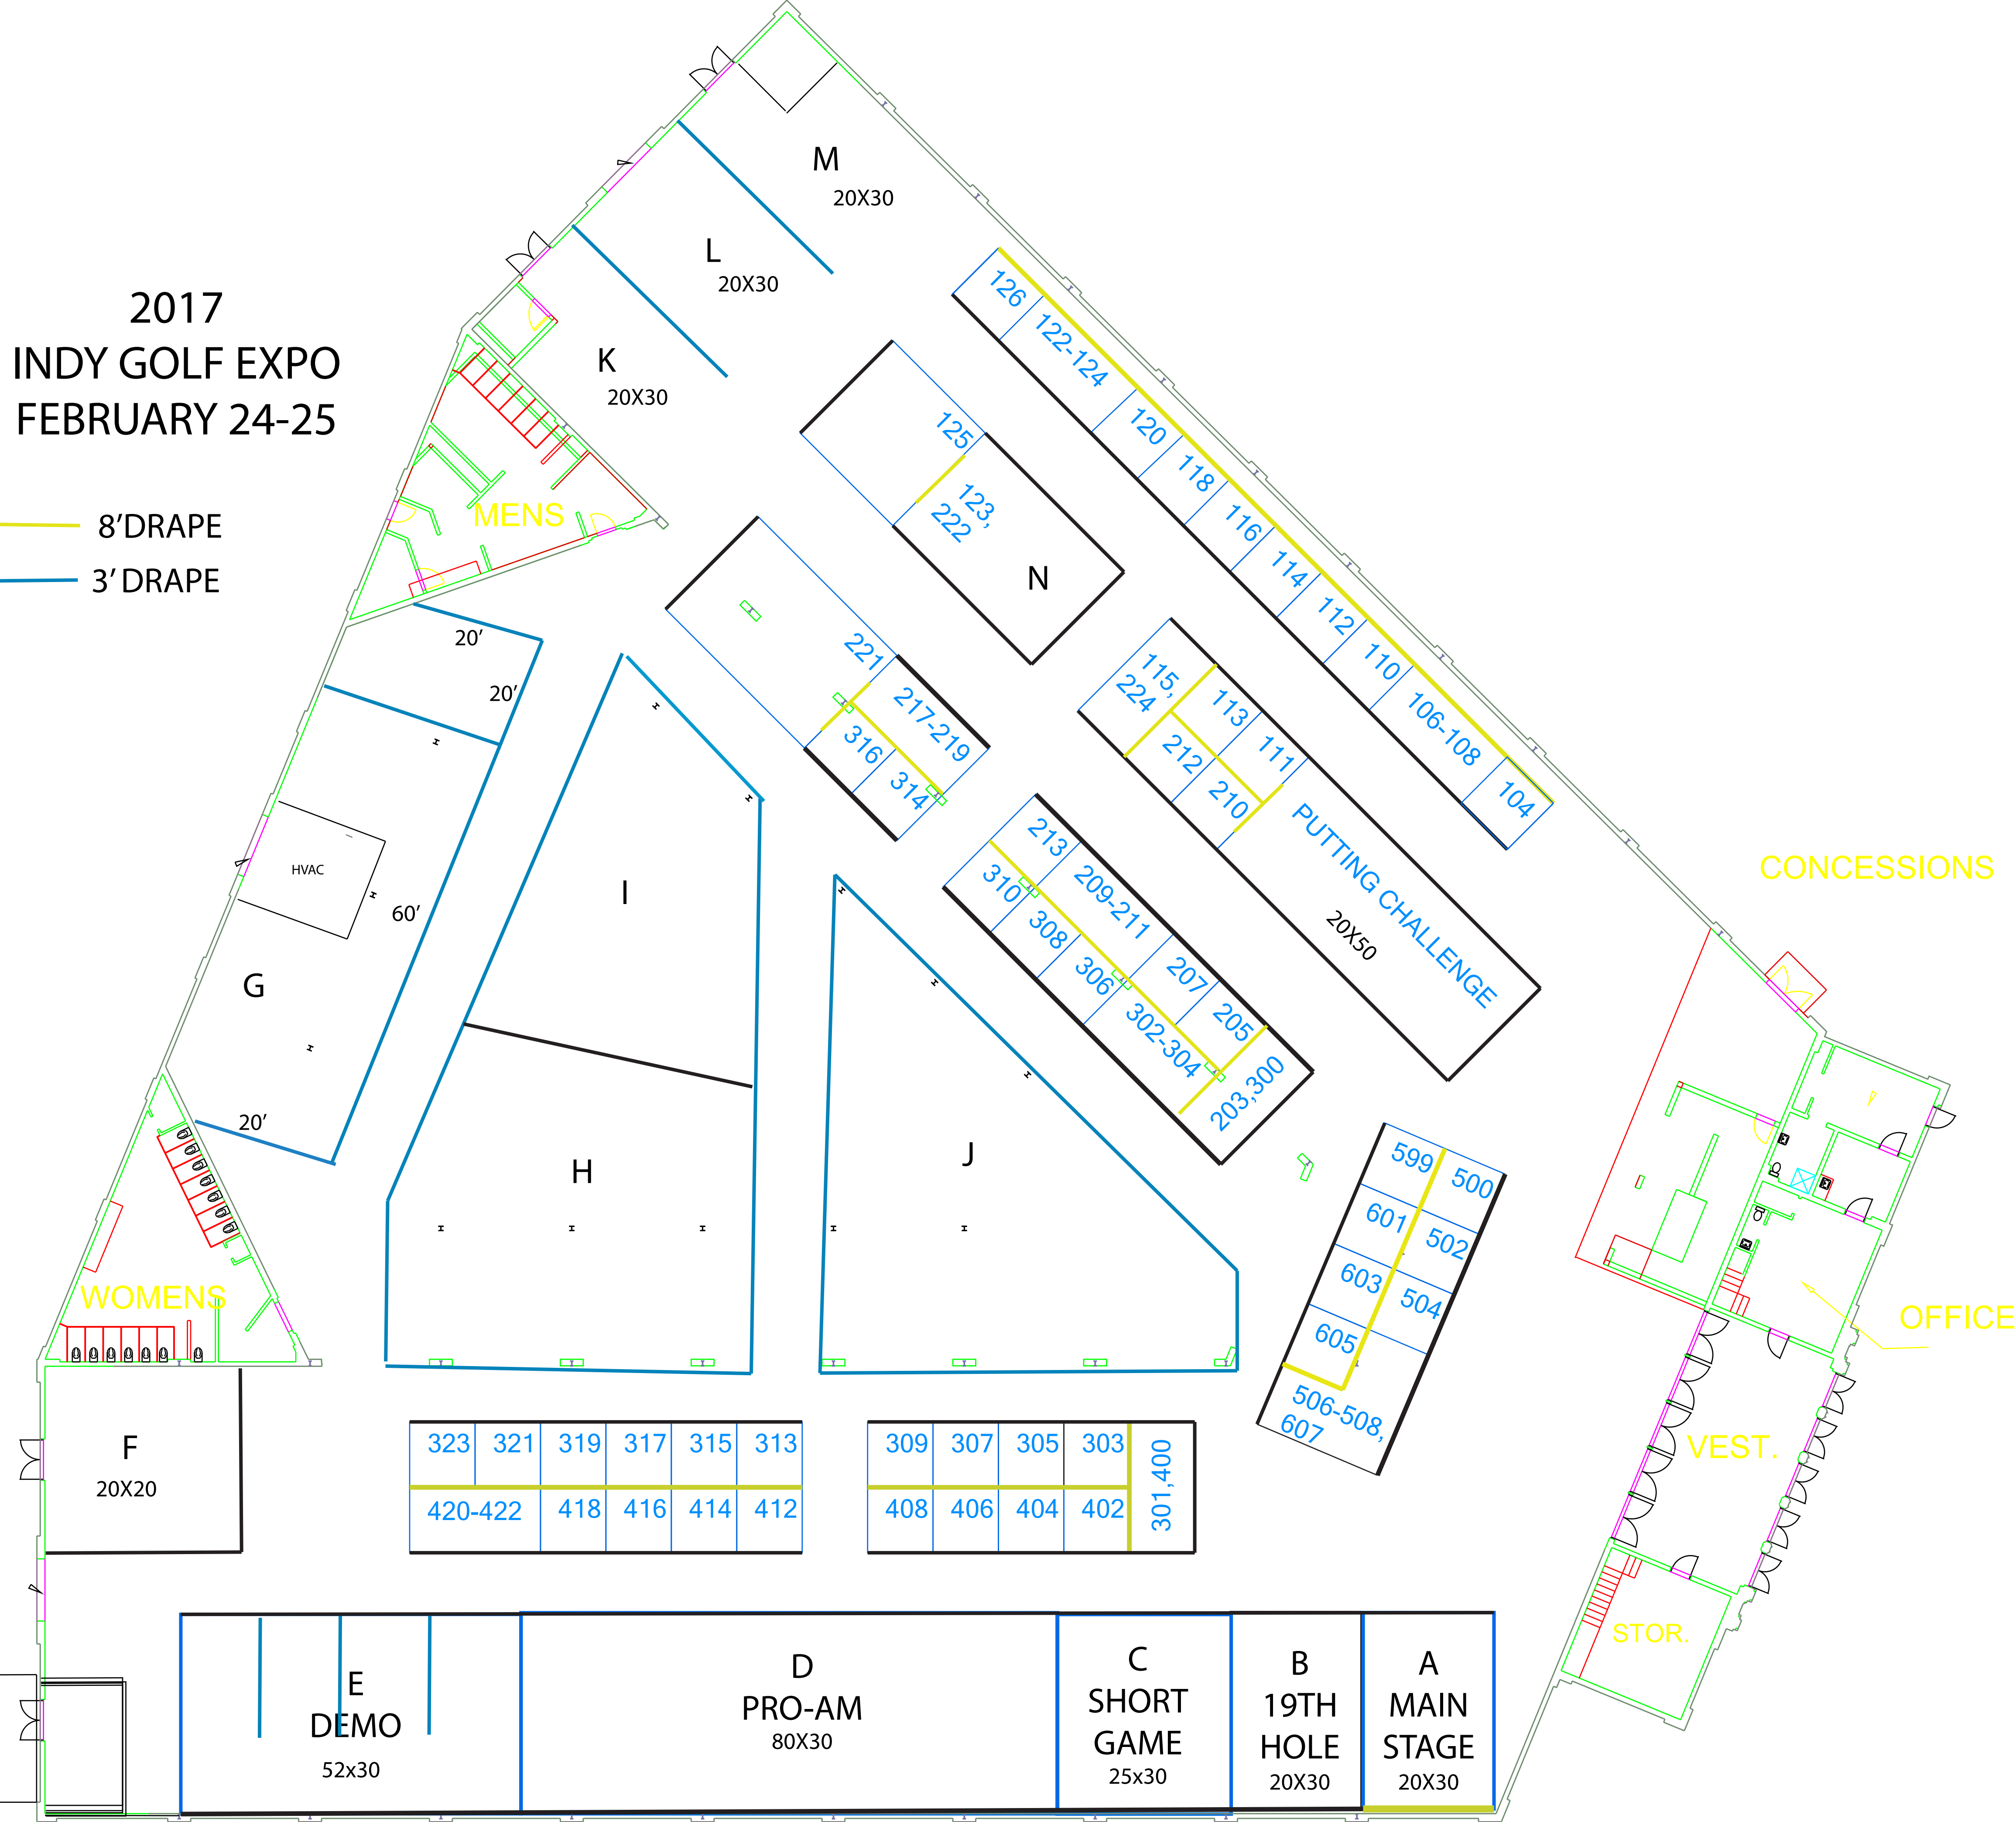 2017
INDY GOLF EXPO
FEBRUARY 24-25
8'DRAPE
3' DRAPE
M
20X30
L
20X30
K
20X30
MENS
126
122-124
120
118
116
114
112
110
106-108
104
125
123,
222
N
221
217-219
316
314
115,
224
113
111
212
210
PUTTING CHALLENGE
20X50
213
209-211
207
205
310
308
306
302-304
203,300
CONCESSIONS
OFFICE
VEST.
STOR.
20'
20'
HVAC
60'
G
20'
I
H
J
WOMENS
599
500
601
502
603
504
605
506-508,
607
F
20X20
323
321
319
317
315
313
420-422
418
416
414
412
309
307
305
303
301,400
408
406
404
402
E
DEMO
52x30
D
PRO-AM
80X30
C
SHORT
GAME
25x30
B
19TH
HOLE
20X30
A
MAIN
STAGE
20X30